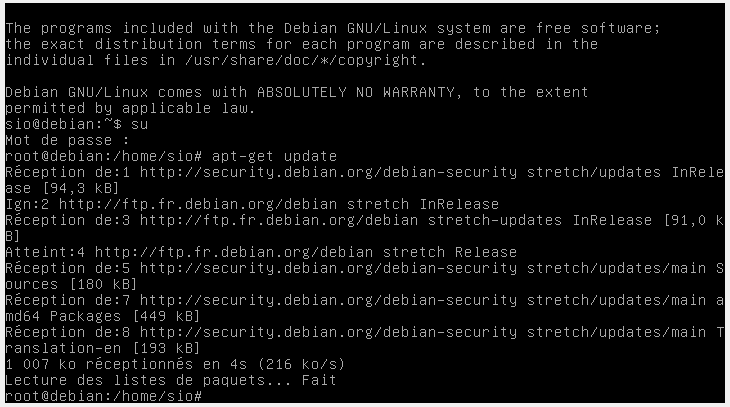 The programs included with the Debian GNU/Linux system are free software;
the exact distribution terms for each program are described in the
individual files in /usr/share/doc/*/copyright.
Debian GNU/Linux comes with ABSOLUTELY NO WARRANTY, to the extent
permitted by applicable law.
sio@debian:~$ su
Mot de passe :
root@debian:/home/sio# apt-get update
Réception de:1 http://security.debian.org/debian-security stretch/updates InRele
ase [94,3 kB]
Ign:2 http://ftp.fr.debian.org/debian stretch InRelease
Réception de:3 http://ftp.fr.debian.org/debian stretch-updates InRelease [91,0 k
B]
Atteint:4 http://ftp.fr.debian.org/debian stretch Release
Réception de:5 http://security.debian.org/debian-security stretch/updates/main S
ources [180 kB]
Réception de:7 http://security.debian.org/debian-security stretch/updates/main a
md64 Packages [449 kB]
Réception de:8 http://security.debian.org/debian-security stretch/updates/main T
ranslation-en [193 kB]
1 007 ko réceptionnés en 4s (216 ko/s)
Lecture des listes de paquets... Fait
root@debian:/home/sio#